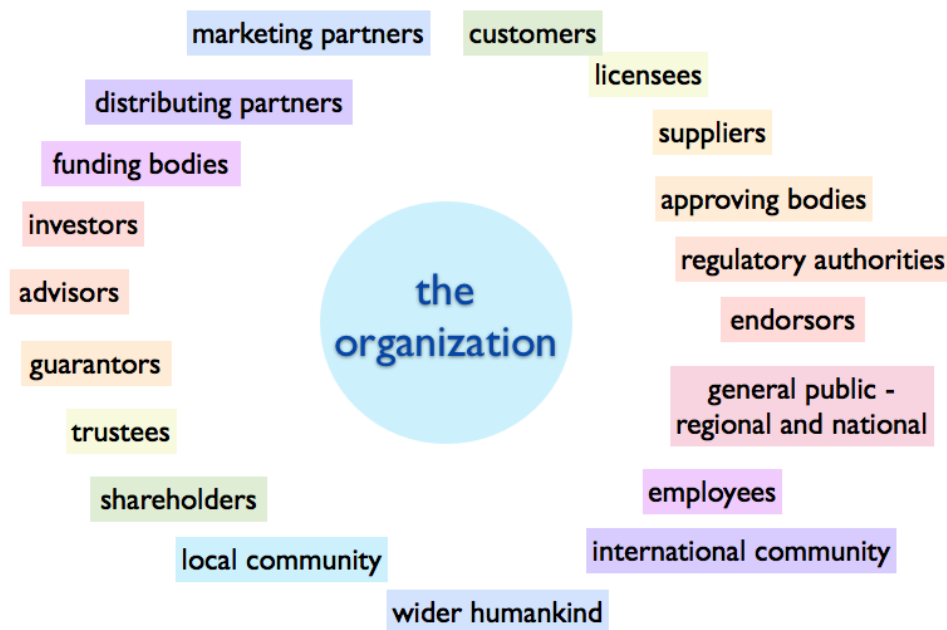 marketing partners
customers
licensees
distributing partners
suppliers
funding bodies
approving bodies
investors
regulatory authorities
advisors
the
organization
endorsors
guarantors
general public -
regional and national
trustees
employees
shareholders
international community
local community
wider humankind